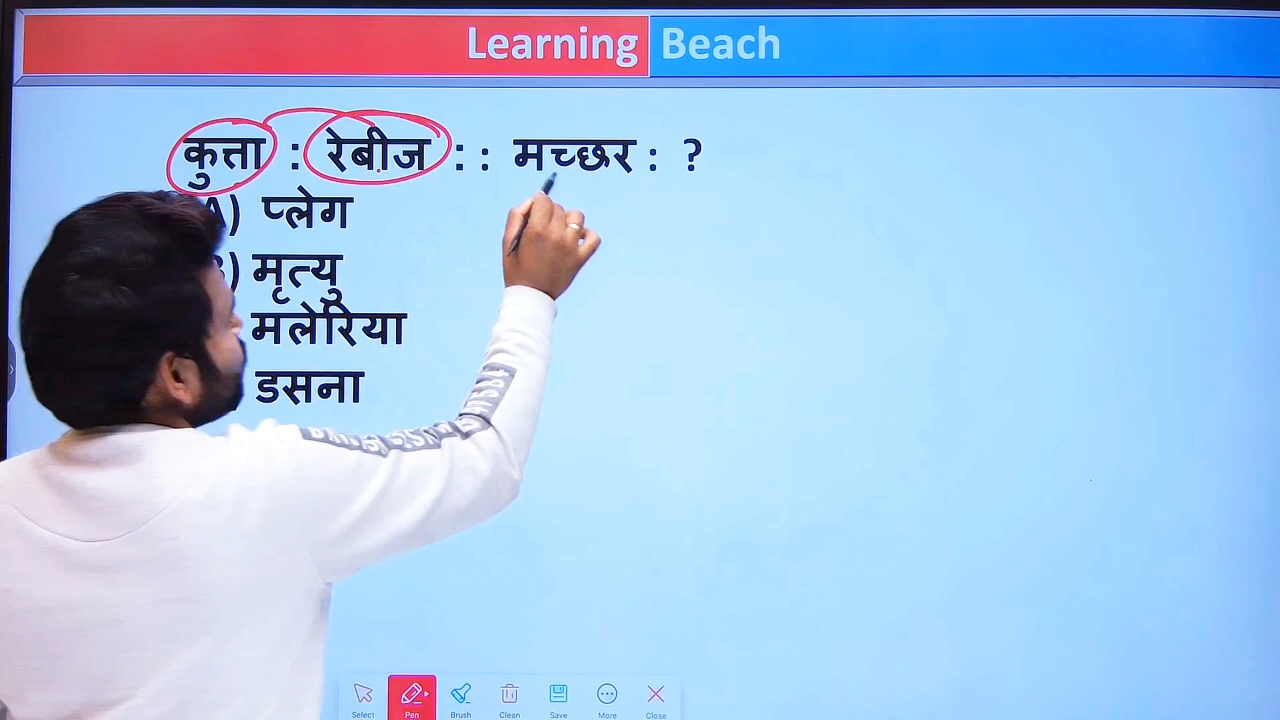 Learning Beach
कुत्ता : रेबीज : : मच्छर : ?
A) प्लेग
) मृत्यु
मलेरिया
डसना
Select Pen Brush Clean Save More Close